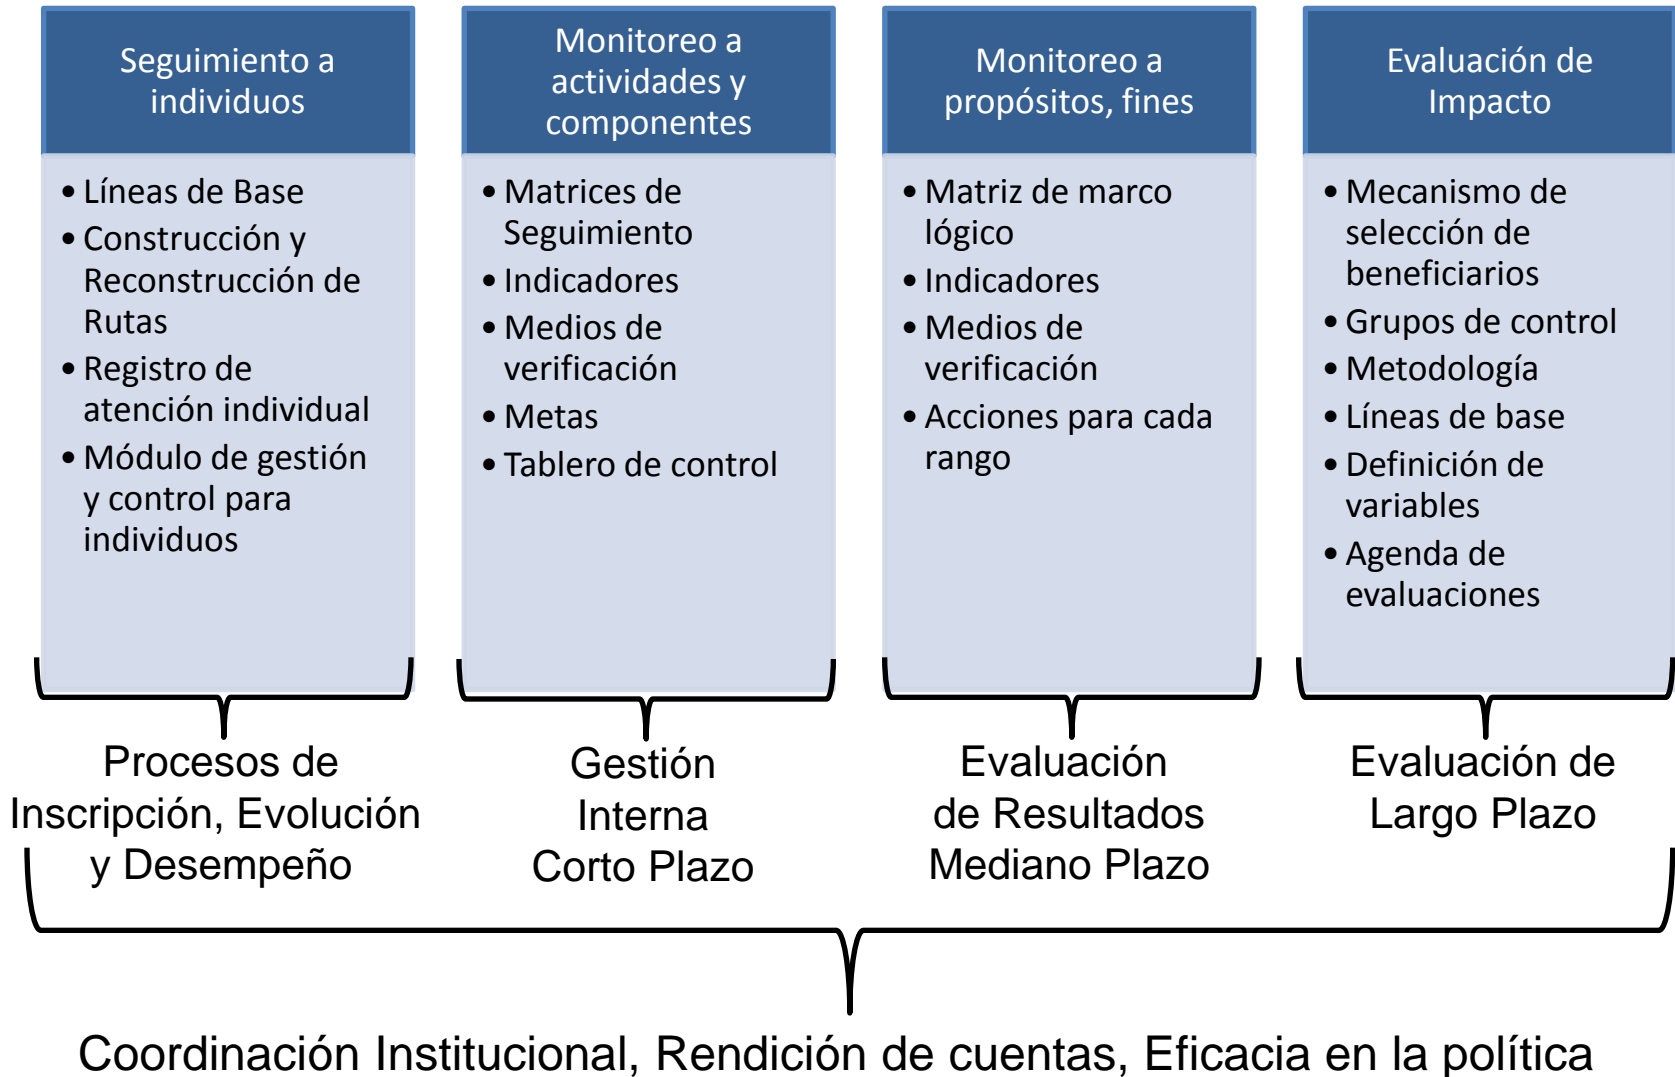 Seguimiento a
individuos
• Líneas de Base
• Construcción y
Reconstrucción de
Rutas
• Registro de
atención individual
• Módulo de gestión
y control para
individuos
Procesos de
Inscripción, Evolución
y Desempeño
Monitoreo a
actividades y
componentes
• Matrices de
Seguimiento
• Indicadores
• Medios de
verificación
• Metas
• Tablero de control
Gestión
Interna
Corto Plazo
Monitoreo a
propósitos, fines
• Matriz de marco
lógico
• Indicadores
• Medios de
verificación
• Acciones para cada
rango
Evaluación
de Resultados
Mediano Plazo
Evaluación de
Impacto
• Mecanismo de
selección de
beneficiarios
• Grupos de control
• Metodología
• Líneas de base
• Definición de
variables
• Agenda de
evaluaciones
Evaluación de
Largo Plazo
Coordinación Institucional, Rendición de cuentas, Eficacia en la política